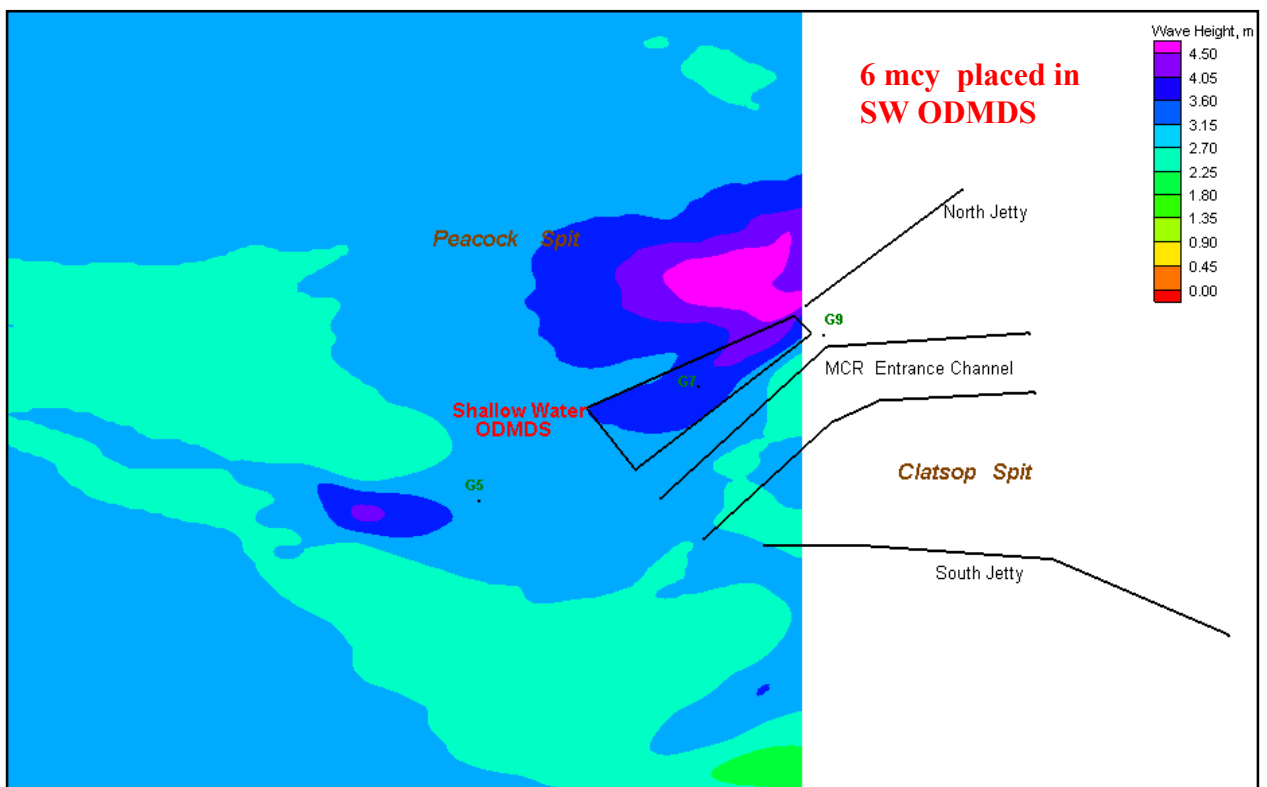 Wave Height, m
4.50
4.05
3.60
3.15
2.70
2.25
1.80
1.35
0.90
0.45
0.00
6 mcy placed in
SW ODMDS
North Jetty
Peacock Spit
G9
MCR Entrance Channel
G7
Shallow Water
ODMDS
Clatsop Spit
G5
South Jetty